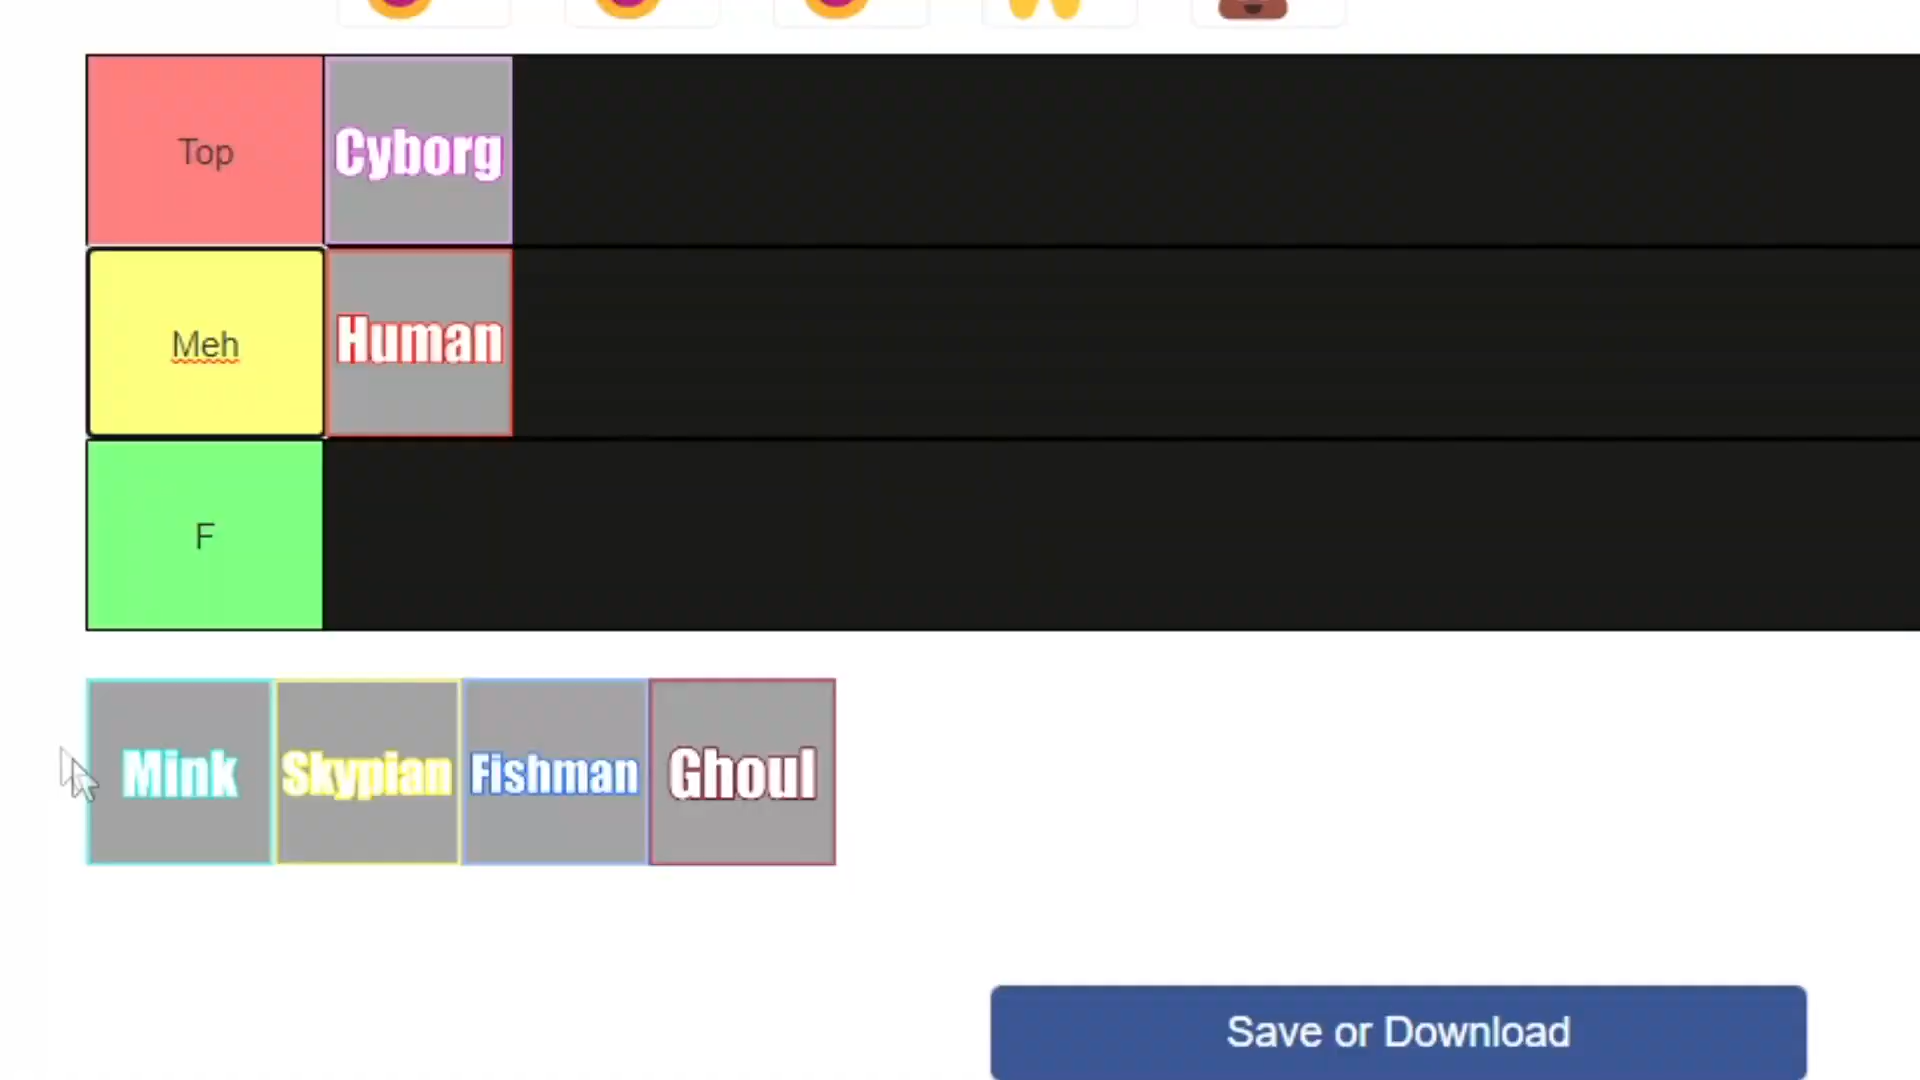 Top
Cyborg
Meh
Human
F
Mink
Skypian
Fishman
Ghoul
Save or Download